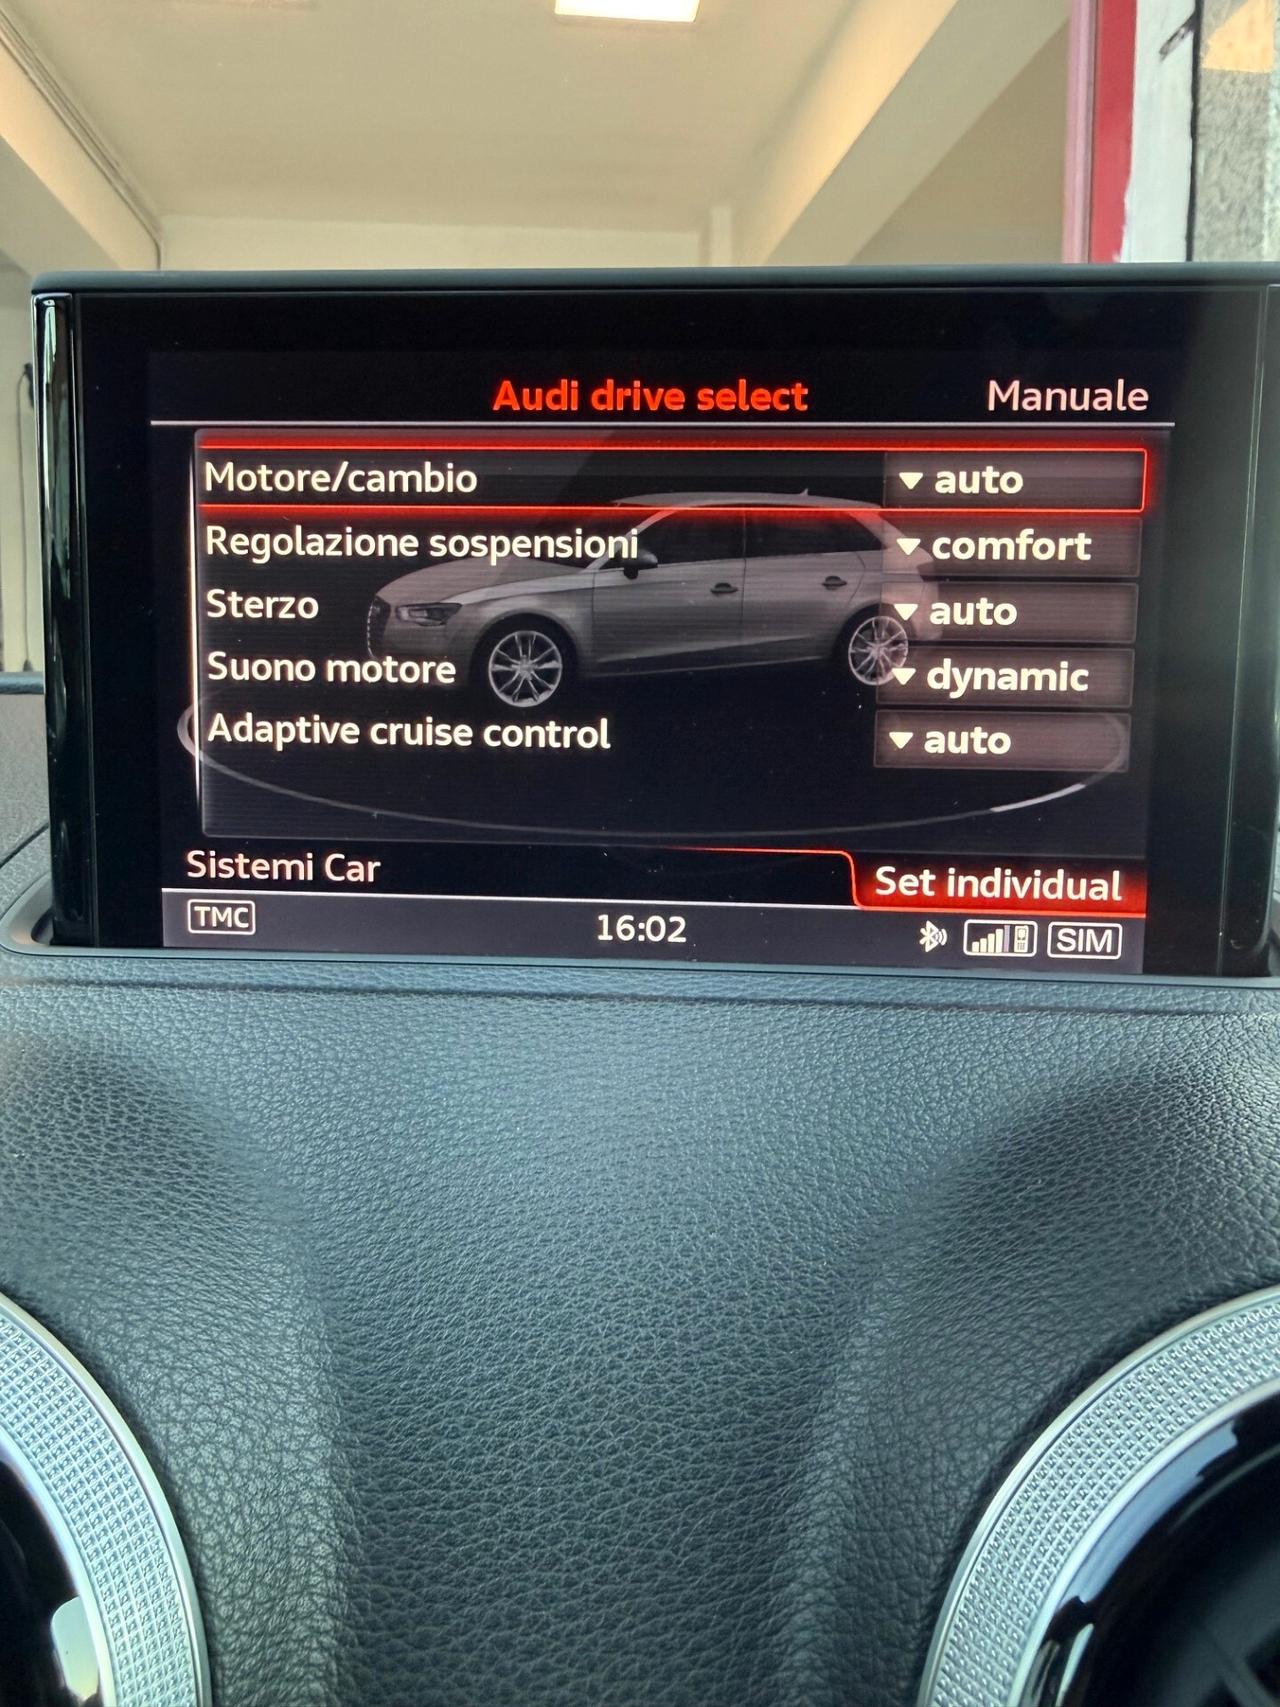 Audi drive select Manuale
Motore/cambio auto
Regolazione sospensioni comfort
Sterzo auto
Suono motore dynamic
Adaptive cruise control auto
Sistemi Car Set individual
TMC 16:02 SIM